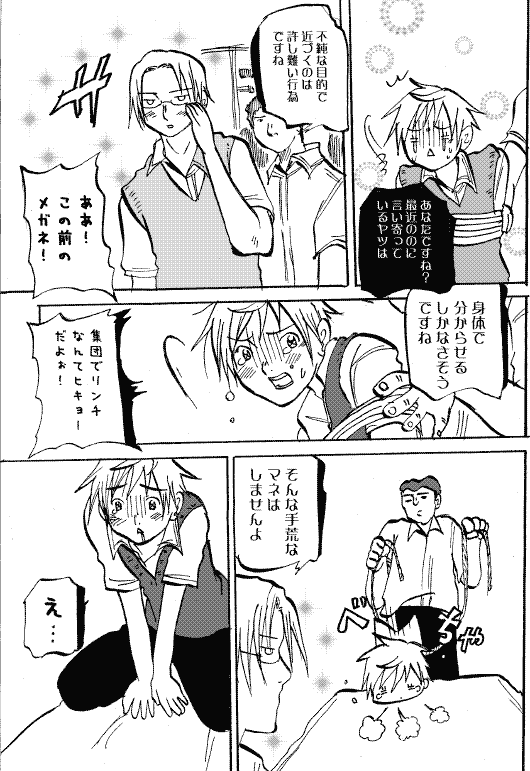 あなたですね?
最近ののに
言い寄って
いるヤツは
不純な目的で
近づくのは
許し難い行為
ですね
ああ!
この前の
メガネ!
身体で
分からせる
しかなさそう
ですね
集団でリンチ
なんてヒキョー
だよぉ!
そんな手荒な
マネは
しませんよ
べちゃ
え…